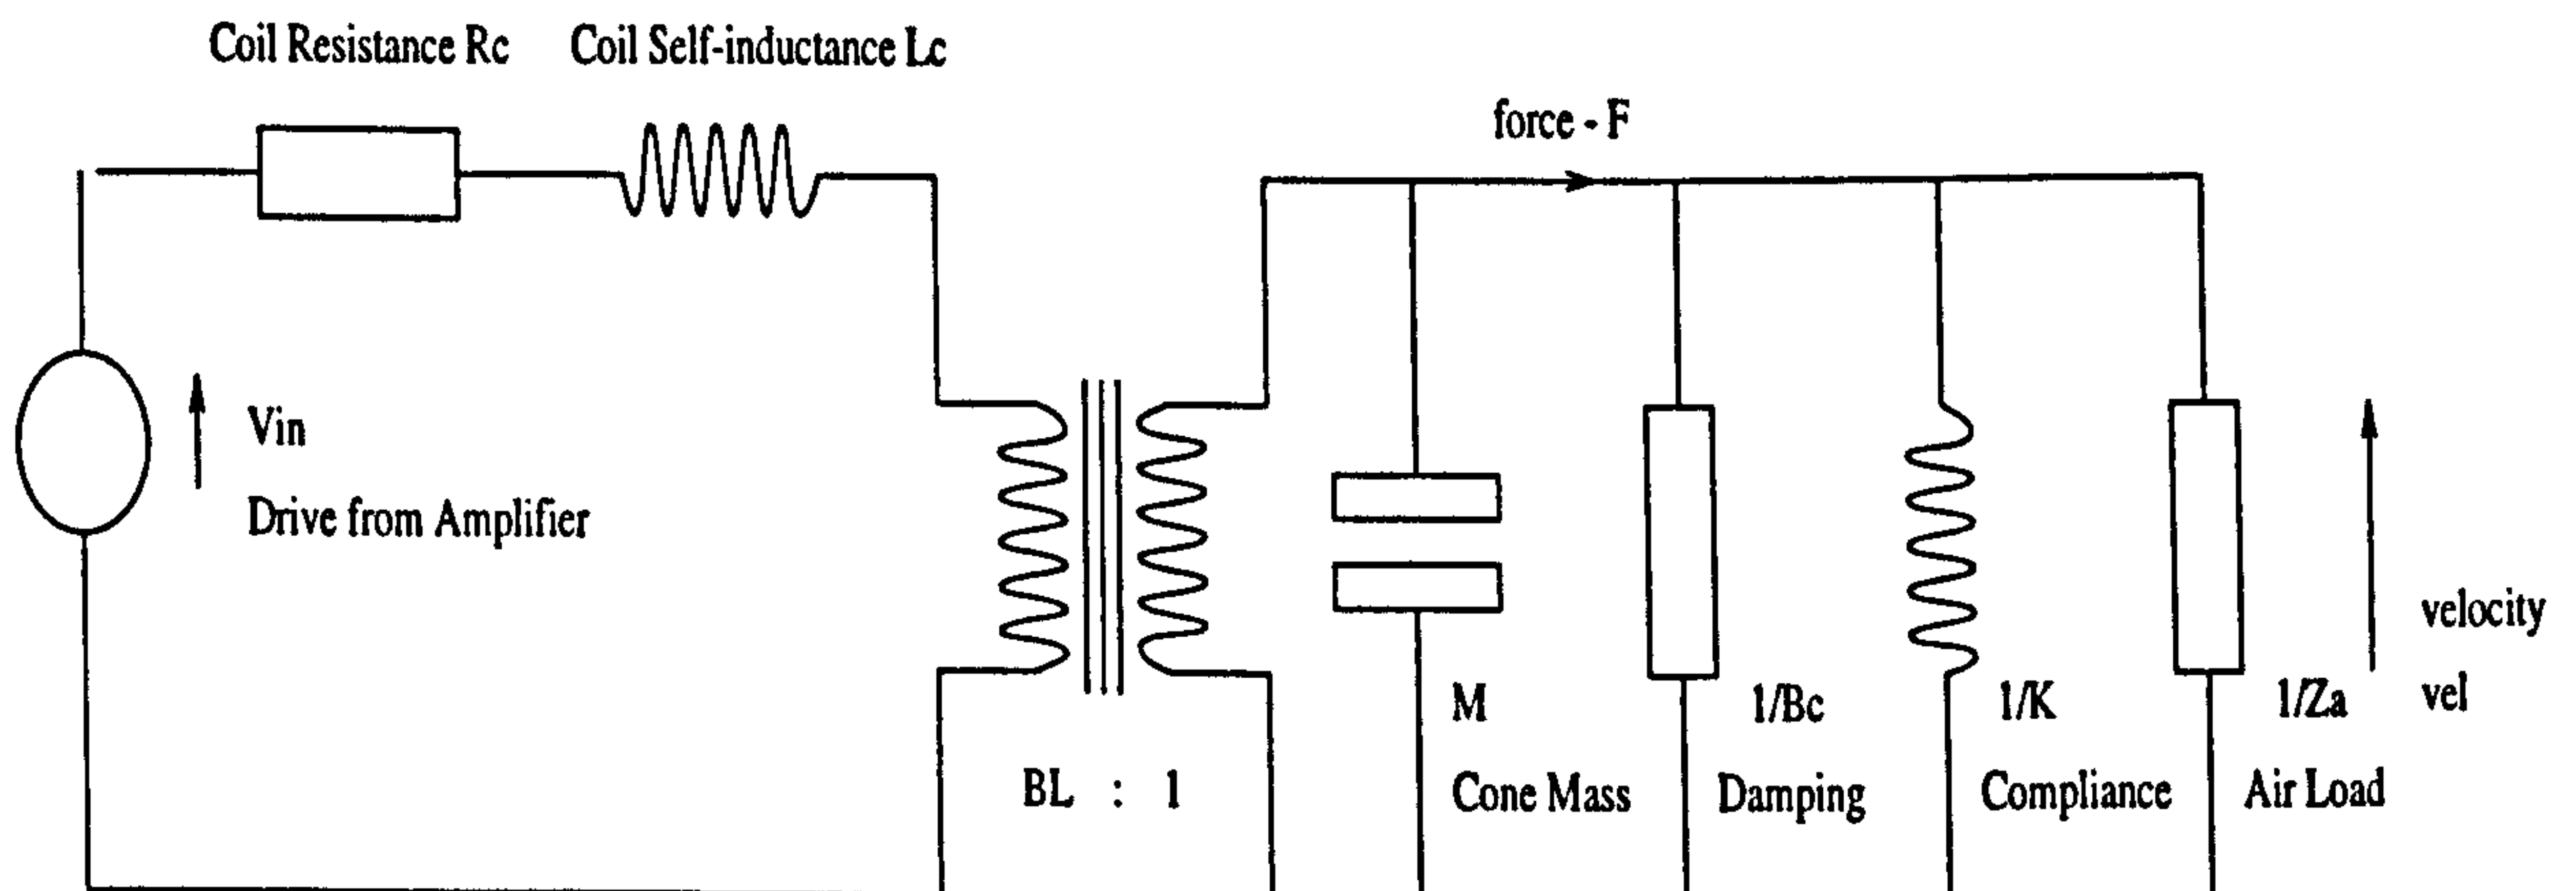 Coil Resistance Rc
Coil Self-inductance Lc
force - F
Vin
Drive from Amplifier
velocity
vel
M
1/Bc
1/K
1/Za
BL : 1
Cone Mass
Damping
Compliance
Air Load